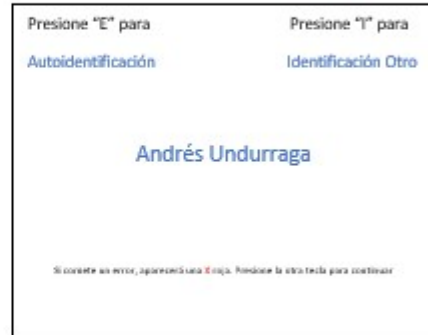 Presione “E” para
Presione “I” para
Autoidentificación
Identificación Otro
Andrés Undurraga
Si comete un error, aparecerá una X roja. Presione la otra tecla para continuar